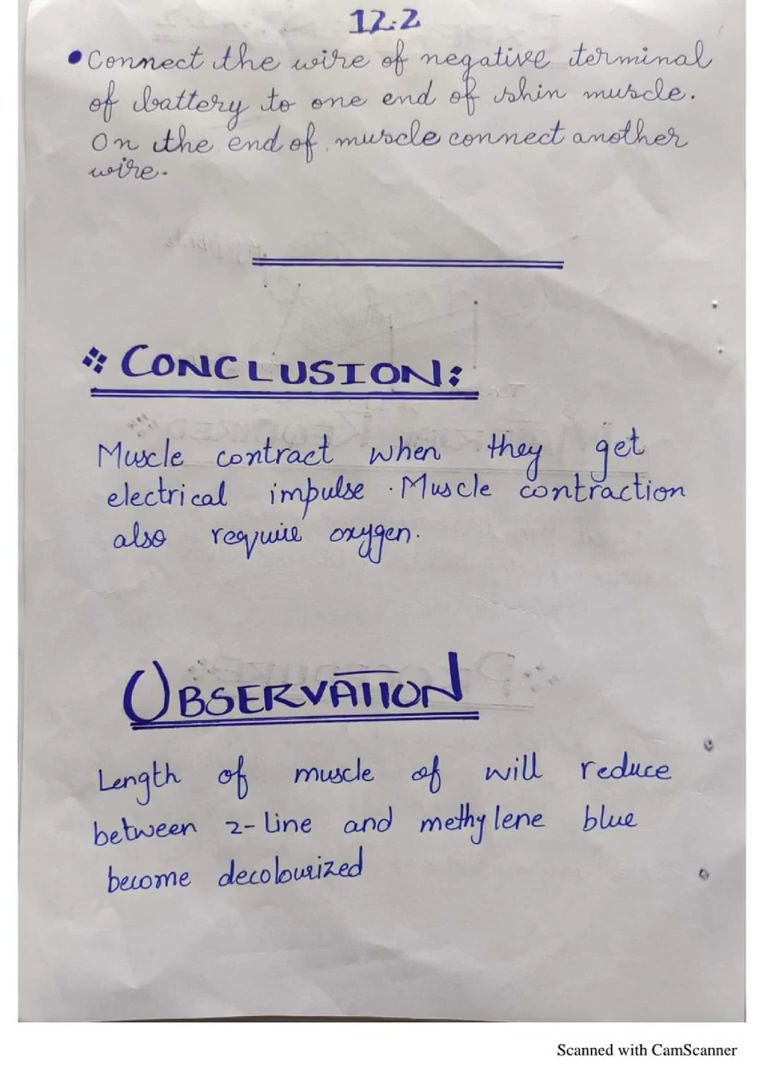 12.2
• Connect the wire of negative terminal
of battery to one end of shin muscle.
On the end of muscle connect another
wire.
❖ CONCLUSION:
Muscle contract when they get
electrical impulse. Muscle contraction
also require oxygen.
OBSERVATION
Length of muscle of will reduce
between z-line and methylene blue
become decolourized
Scanned with CamScanner